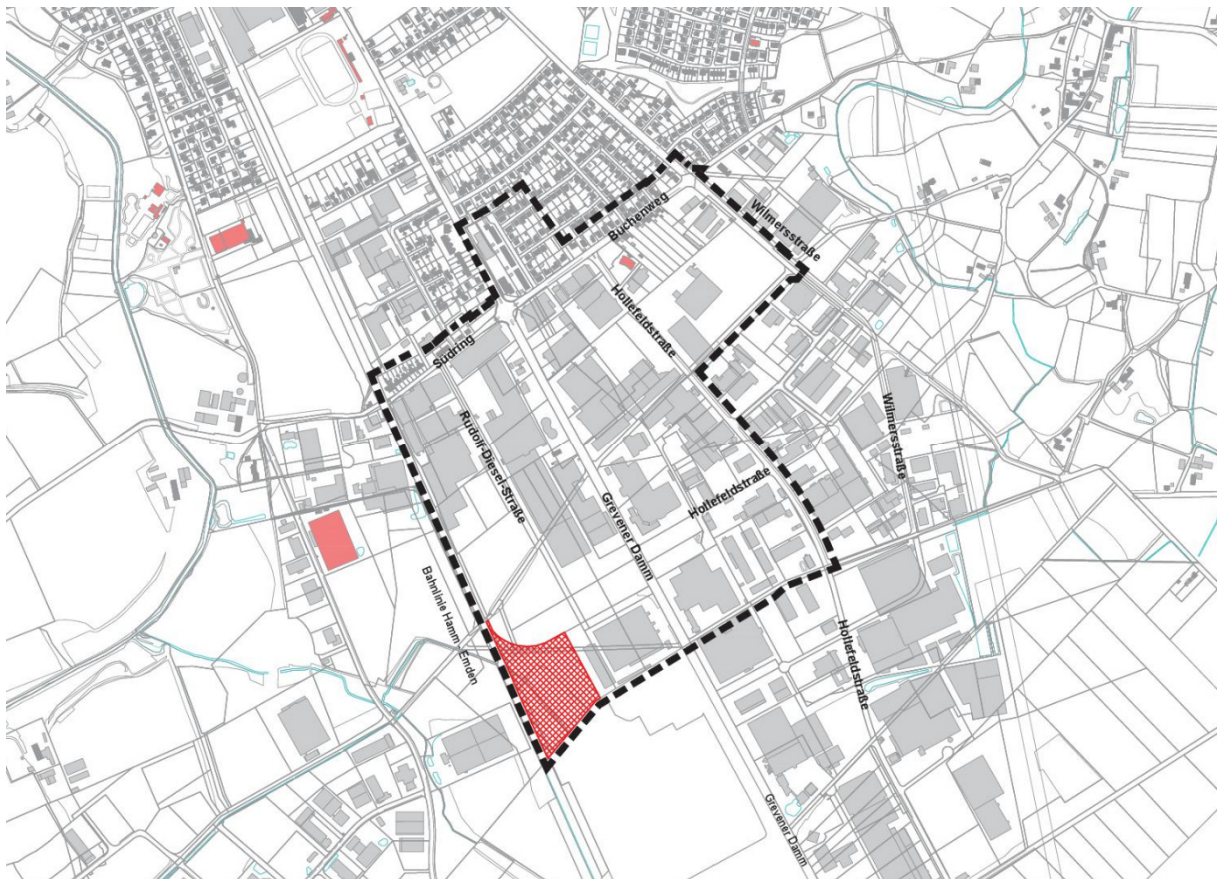 Buchenweg
Wilmersstraße
Hollefeldstraße
Südring
Rudolf-Diesel-Straße
Wilmersstraße
Hollefeldstraße
Grevener Damm
Bahnlinie Hamm - Emden
Hollefeldstraße
Grevener Damm